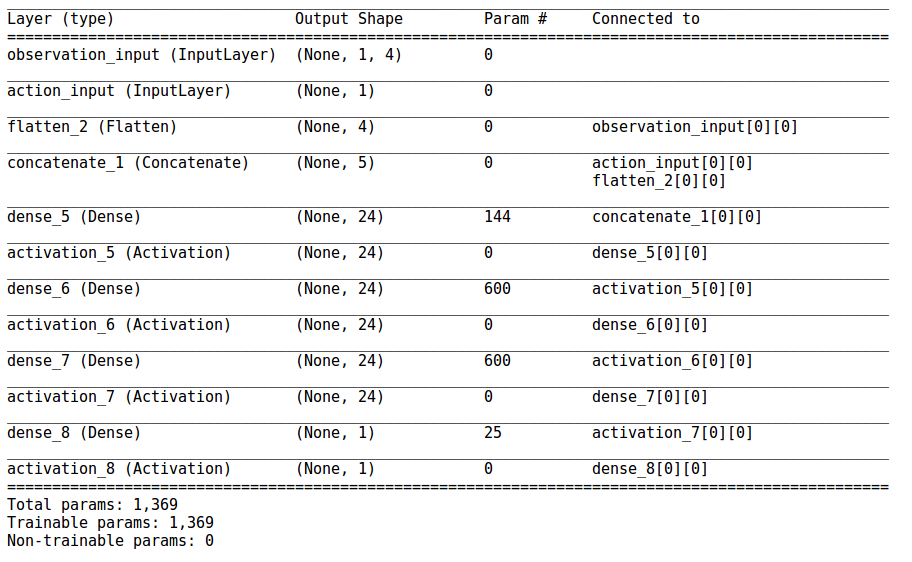 Layer (type)                    Output Shape         Param #     Connected to
==================================================================================================
observation_input (InputLayer)  (None, 1, 4)         0
action_input (InputLayer)       (None, 1)            0
flatten_2 (Flatten)             (None, 4)            0           observation_input[0][0]
concatenate_1 (Concatenate)     (None, 5)            0           action_input[0][0]
                                                                 flatten_2[0][0]
dense_5 (Dense)                 (None, 24)           144         concatenate_1[0][0]
activation_5 (Activation)       (None, 24)           0           dense_5[0][0]
dense_6 (Dense)                 (None, 24)           600         activation_5[0][0]
activation_6 (Activation)       (None, 24)           0           dense_6[0][0]
dense_7 (Dense)                 (None, 24)           600         activation_6[0][0]
activation_7 (Activation)       (None, 24)           0           dense_7[0][0]
dense_8 (Dense)                 (None, 1)            25          activation_7[0][0]
activation_8 (Activation)       (None, 1)            0           dense_8[0][0]
==================================================================================================
Total params: 1,369
Trainable params: 1,369
Non-trainable params: 0